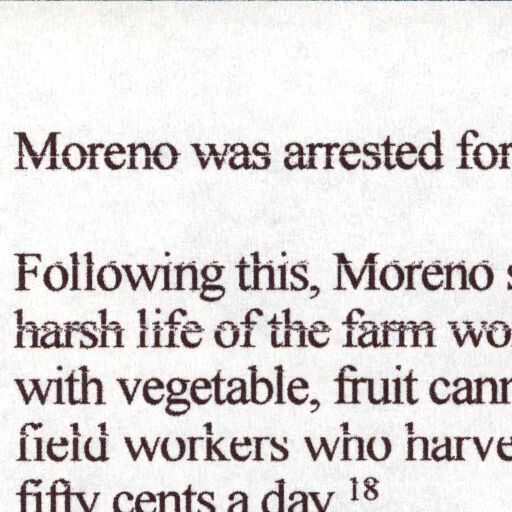 Moreno was arrested for
Following this, Moreno s
harsh life of the farm wo
with vegetable, fruit cann
field workers who harve
fifty cents a day 18